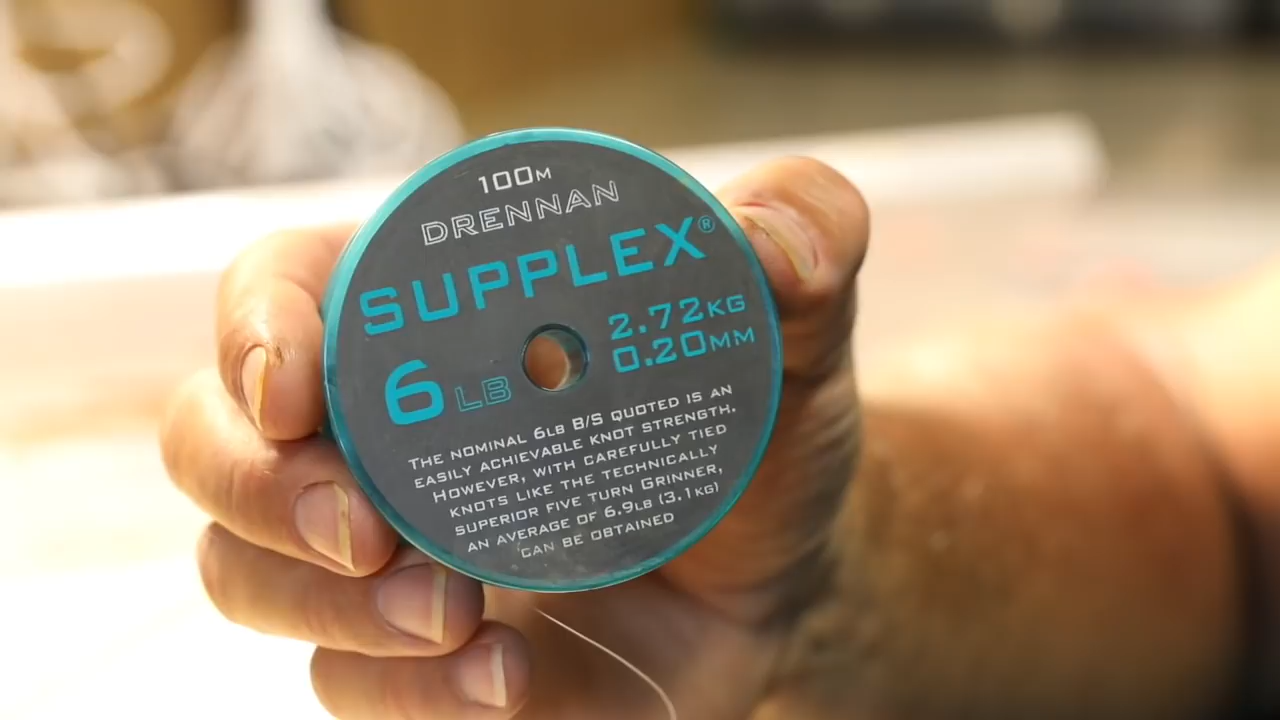 100M
DRENNAN
SUPPLEX®
2.72KG
0.20MM
6 LB
THE NOMINAL 6LB B/S QUOTED IS AN
EASILY ACHIEVABLE KNOT STRENGTH.
HOWEVER, WITH CAREFULLY TIED
KNOTS LIKE THE TECHNICALLY
SUPERIOR FIVE TURN GRINNER,
AN AVERAGE OF 6.9LB (3.1KG)
CAN BE OBTAINED